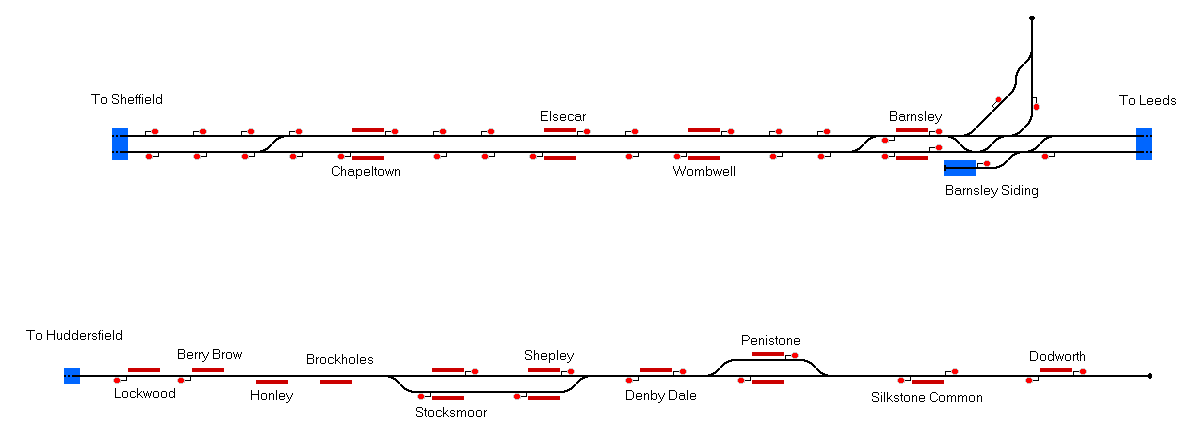 To Sheffield
Elsecar
Barnsley
To Leeds
Chapeltown
Wombwell
Barnsley Siding
To Huddersfield
Berry Brow
Brockholes
Shepley
Penistone
Dodworth
Lockwood
Honley
Stocksmoor
Denby Dale
Silkstone Common